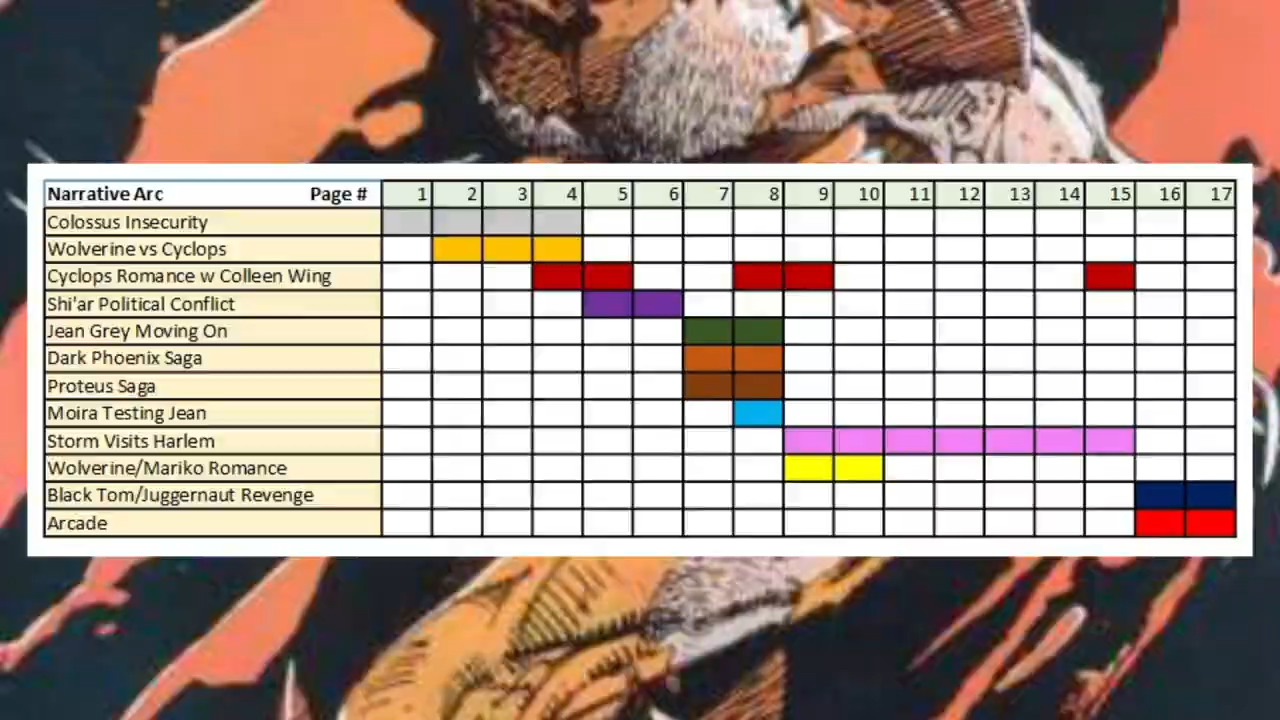 Narrative Arc Page # 1 2 3 4 5 6 7 8 9 10 11 12 13 14 15 16 17
Colossus Insecurity
Wolverine vs Cyclops
Cyclops Romance w Colleen Wing
Shi'ar Political Conflict
Jean Grey Moving On
Dark Phoenix Saga
Proteus Saga
Moira Testing Jean
Storm Visits Harlem
Wolverine/Mariko Romance
Black Tom/Juggernaut Revenge
Arcade